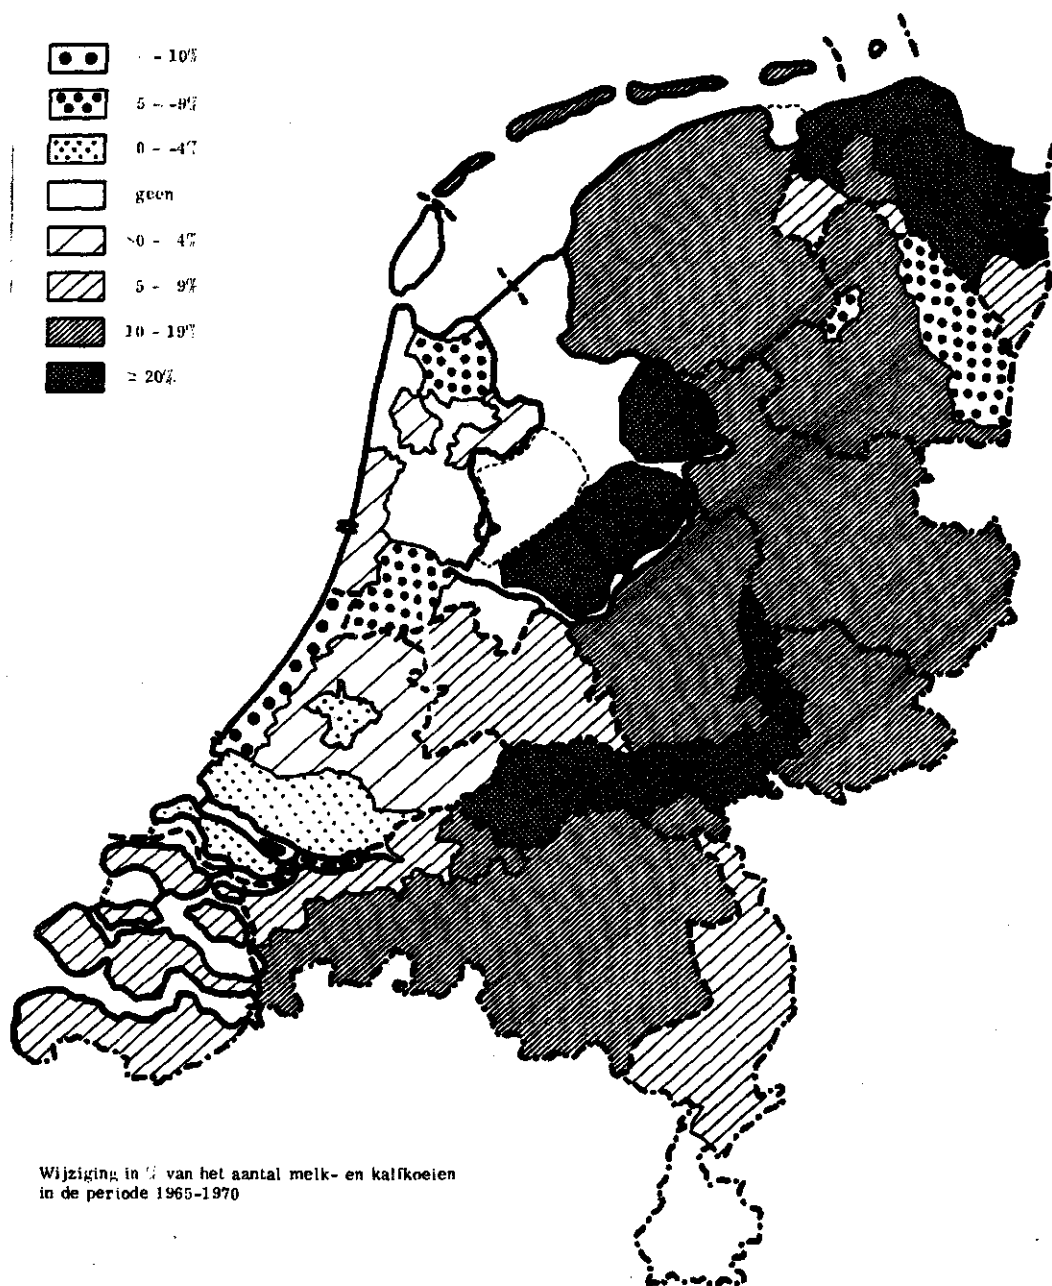 - 10%
5 - -9%
0 - -4%
geen
>0 - 4%
5 - 9%
10 - 19%
≥ 20%
Wijziging in % van het aantal melk- en kalfkoeien
in de periode 1965-1970